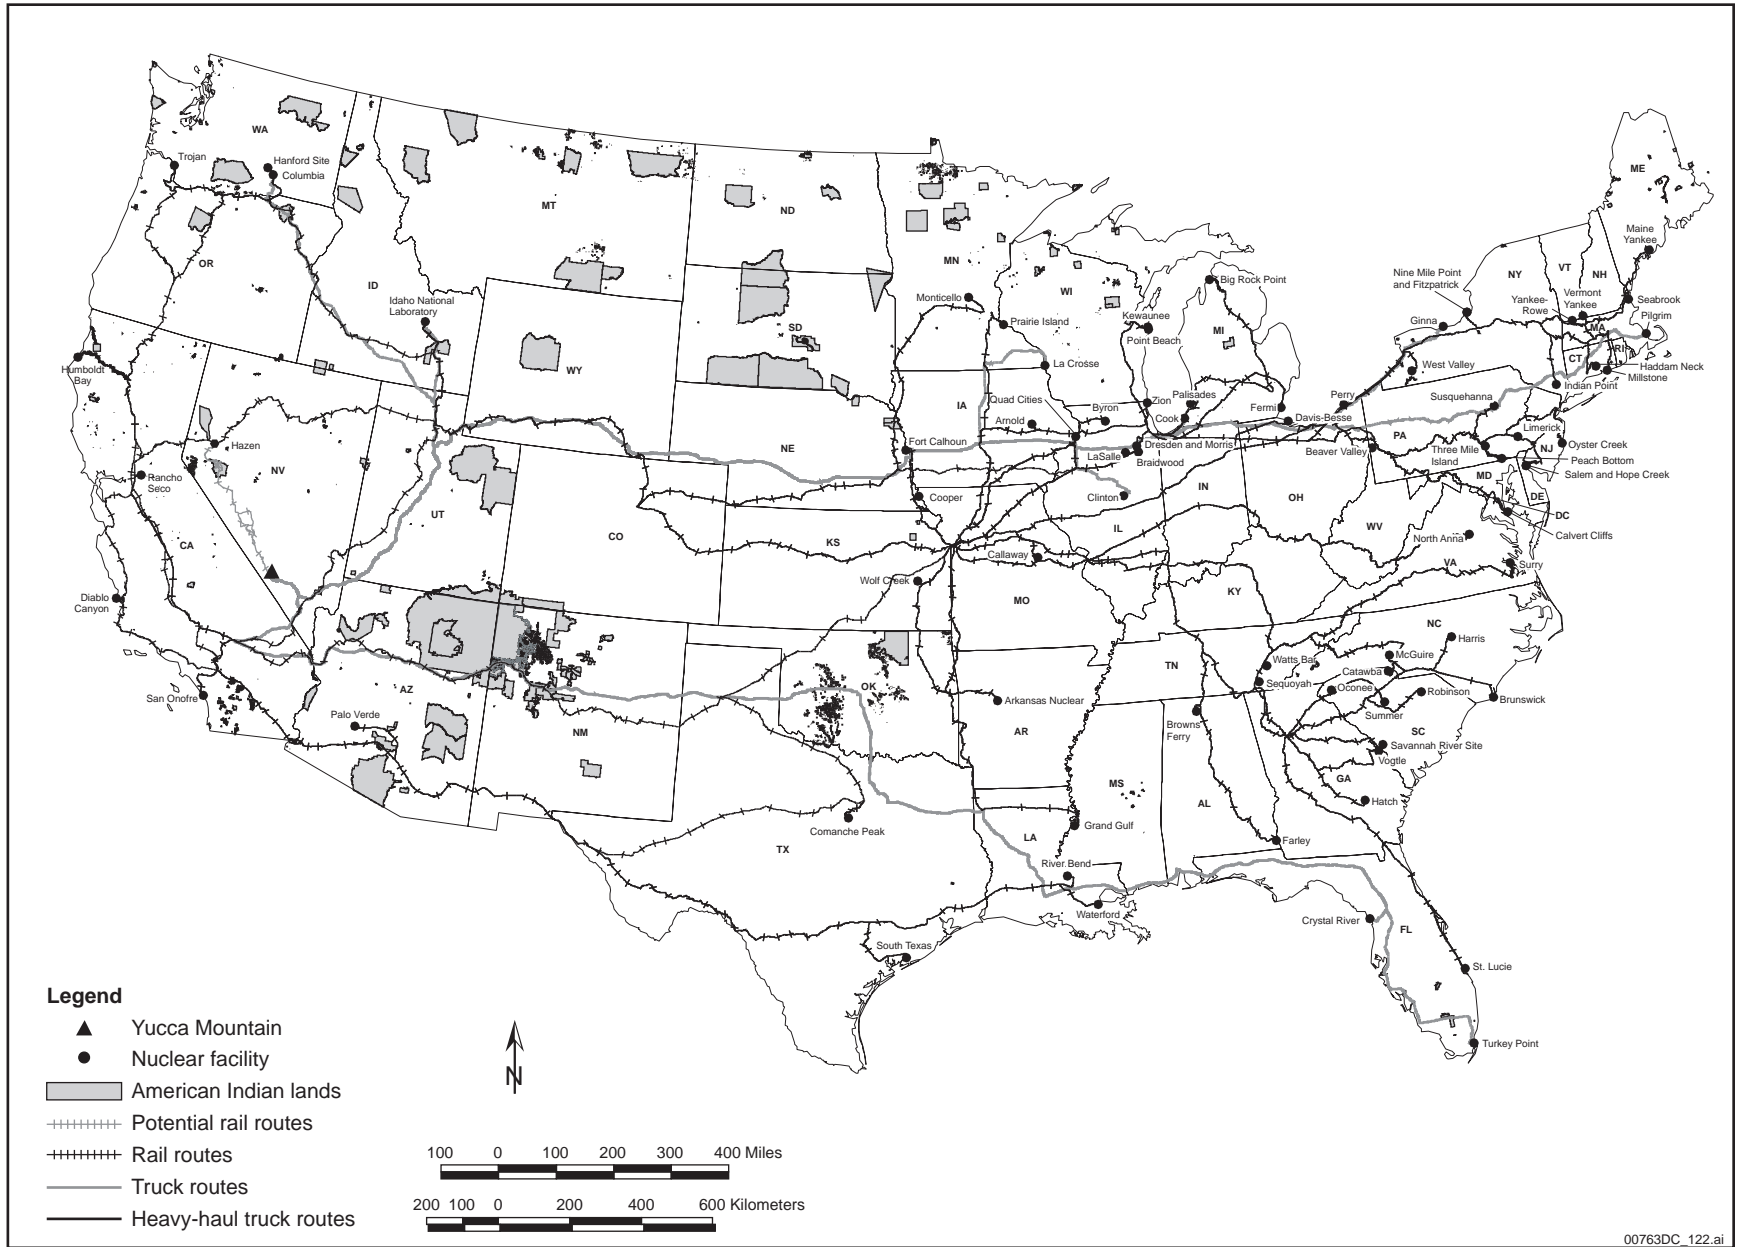 WA
Trojan
Hanford Site
Columbia
OR
ID
MT
ND
MN
Idaho National
Laboratory
SD
WY
WI
Monticello
Prairie Island
Kewaunee
Point Beach
Big Rock Point
MI
La Crosse
ME
Maine
Yankee
Nine Mile Point
and Fitzpatrick
NY
VT
NH
Vermont
Yankee
Yankee-
Rowe
Seabrook
Pilgrim
Ginna
MA
CT
RI
West Valley
Haddam Neck
Millstone
Indian Point
Humboldt
Bay
Hazen
NV
Rancho
Seco
UT
NE
IA
Quad Cities
Arnold
Byron
Zion
Palisades
Cook
Fermi
Perry
Davis-Besse
Susquehanna
Fort Calhoun
Dresden and Morris
LaSalle
Braidwood
Beaver Valley
PA
Limerick
NJ
Oyster Creek
Three Mile
Island
Peach Bottom
Salem and Hope Creek
Cooper
Clinton
IN
OH
MD
DE
DC
Calvert Cliffs
CA
CO
KS
IL
WV
North Anna
VA
Surry
Callaway
Wolf Creek
MO
KY
Diablo
Canyon
NC
Harris
TN
Watts Bar
McGuire
Sequoyah
Catawba
Oconee
Robinson
Brunswick
Summer
San Onofre
AZ
Palo Verde
NM
OK
Arkansas Nuclear
AR
Browns
Ferry
SC
Savannah River Site
Vogtle
GA
Hatch
MS
AL
Comanche Peak
TX
LA
Grand Gulf
Farley
River Bend
Waterford
South Texas
Crystal River
FL
St. Lucie
Turkey Point
Legend
Yucca Mountain
Nuclear facility
American Indian lands
Potential rail routes
Rail routes
Truck routes
Heavy-haul truck routes
N
100 0 100 200 300 400 Miles
200 100 0 200 400 600 Kilometers
00763DC_122.ai